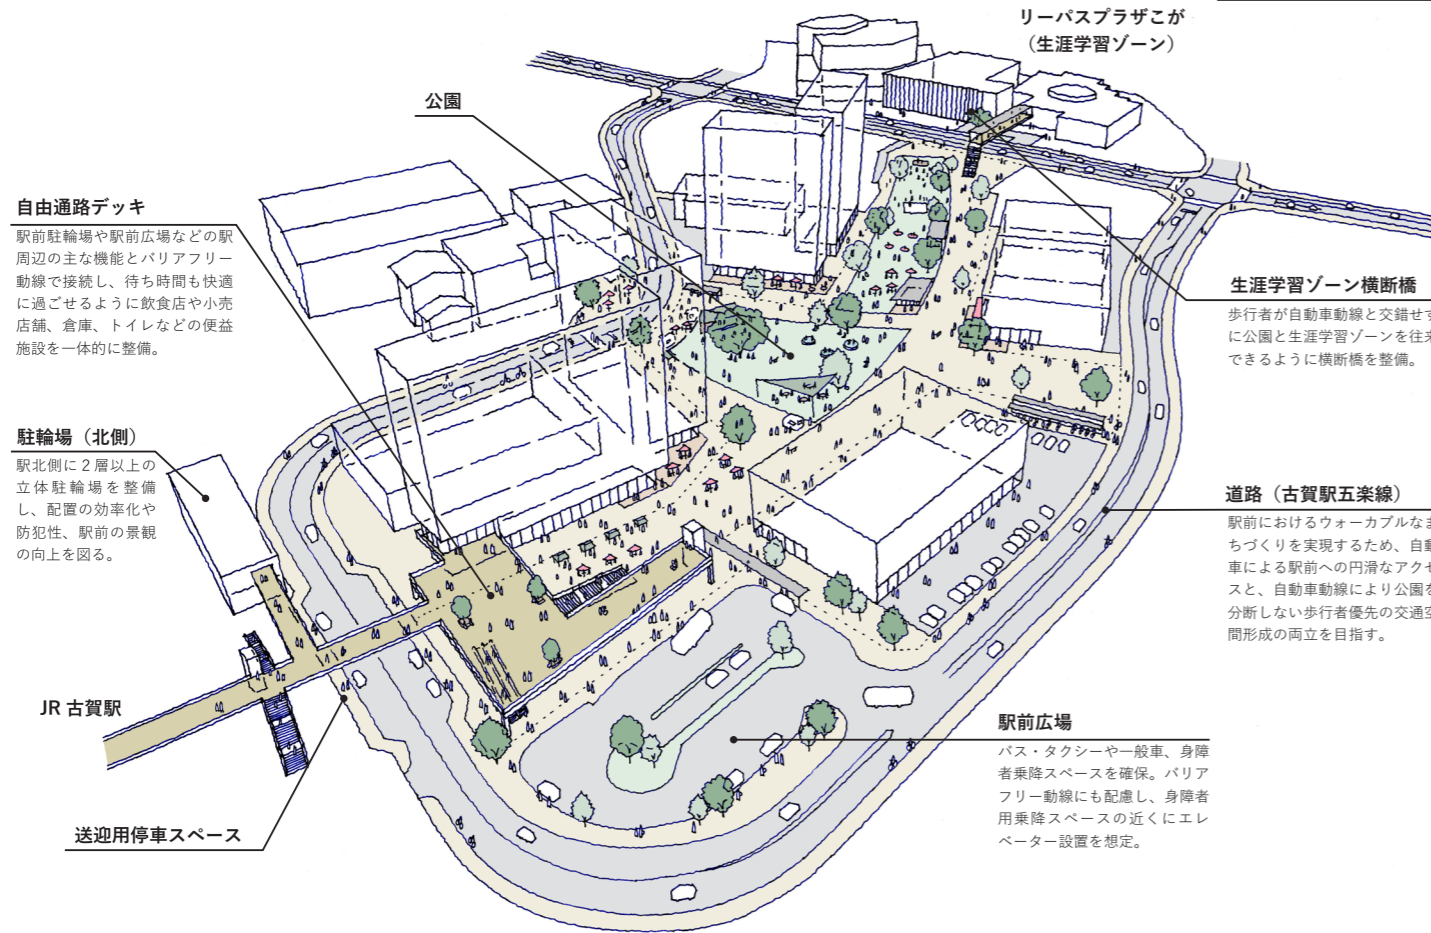 リーパスプラザこが
（生涯学習ゾーン）
公園
自由通路デッキ
駅前駐輪場や駅前広場などの駅
周辺の主な機能とバリアフリー
動線で接続し、待ち時間も快適
に過ごせるように飲食店や小売
店舗、倉庫、トイレなどの便益
施設を一体的に整備。
駐輪場（北側）
駅北側に２層以上の
立体駐輪場を整備
し、配置の効率化や
防犯性、駅前の景観
の向上を図る。
JR 古賀駅
送迎用停車スペース
生涯学習ゾーン横断橋
歩行者が自動車動線と交錯せず
に公園と生涯学習ゾーンを往来
できるように横断橋を整備。
道路（古賀駅五楽線）
駅前におけるウォーカブルなま
ちづくりを実現するため、自動
車による駅前への円滑なアクセ
スと、自動車動線により公園を
分断しない歩行者優先の交通空
間形成の両立を目指す。
駅前広場
バス・タクシーや一般車、身障
者乗降スペースを確保。バリア
フリー動線にも配慮し、身障者
用乗降スペースの近くにエレ
ベーター設置を想定。